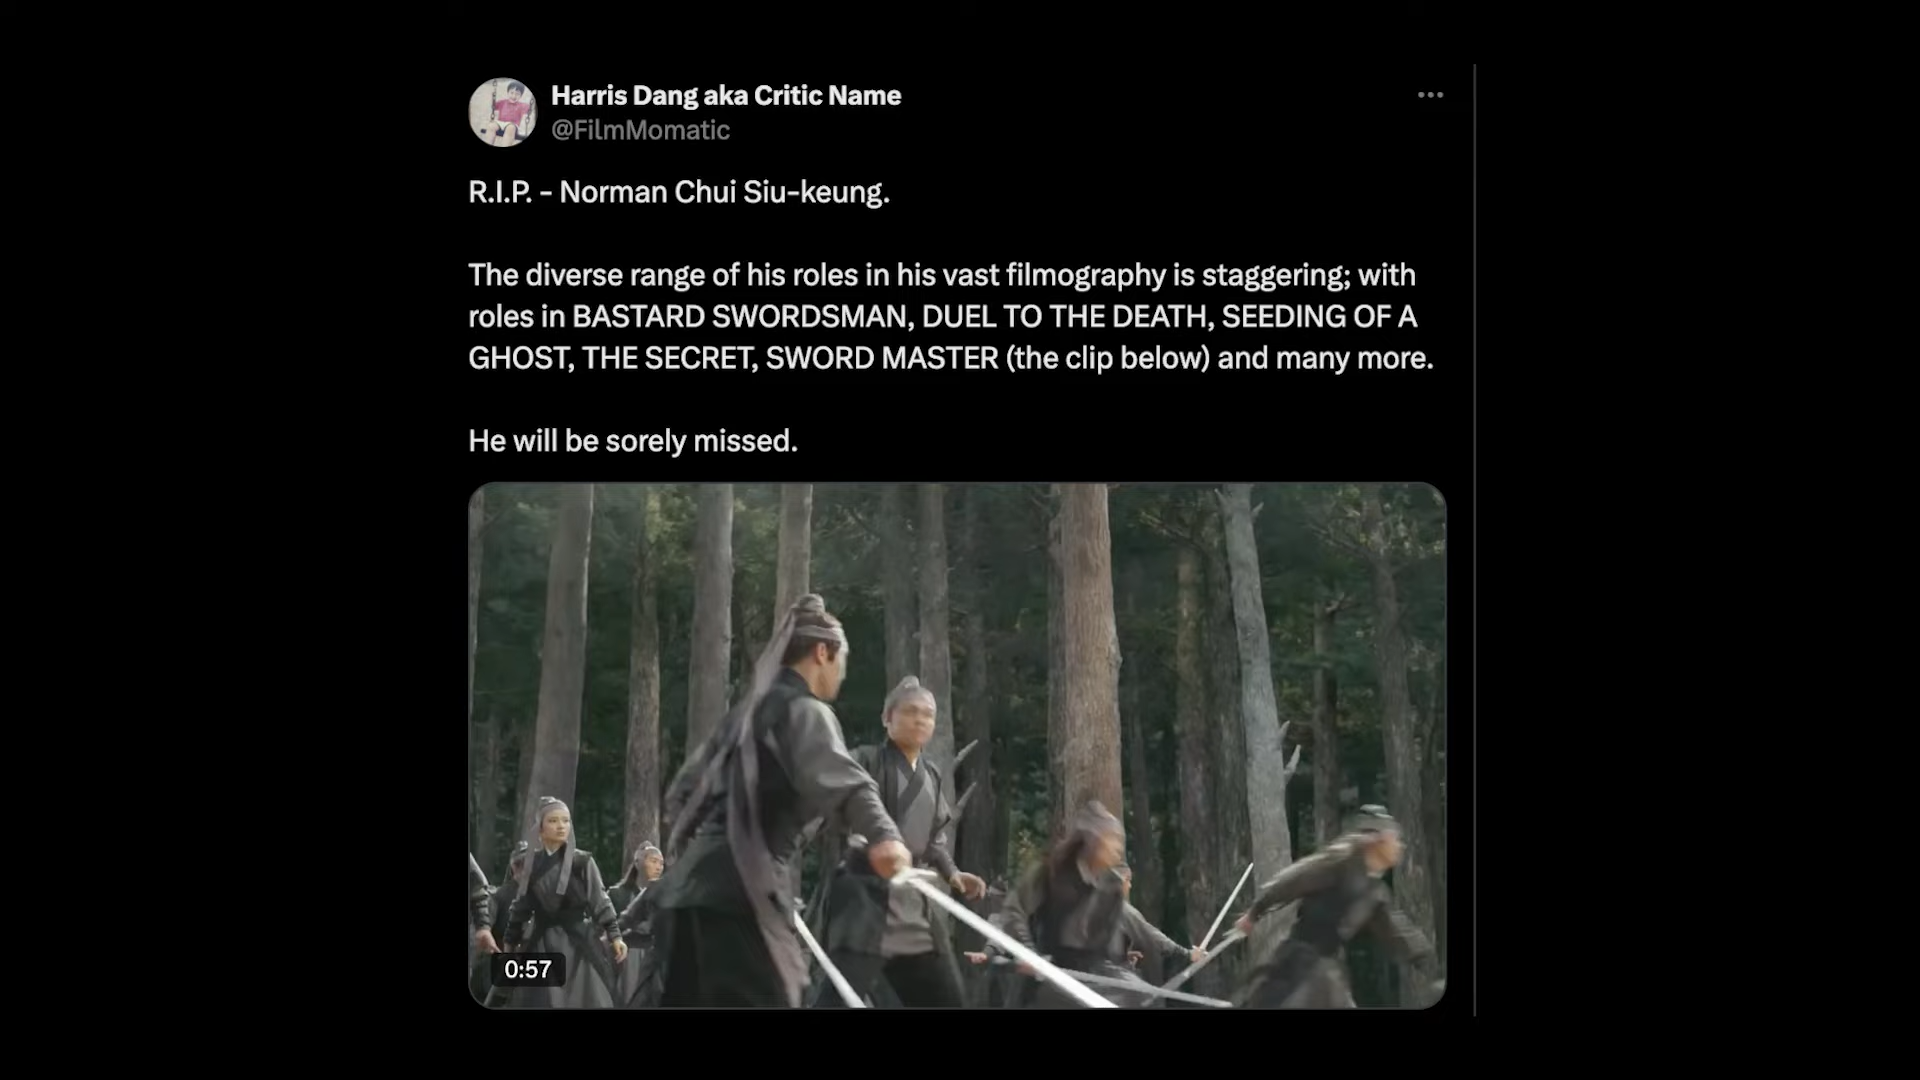 Harris Dang aka Critic Name
@FilmMomatic
R.I.P. - Norman Chui Siu-keung.
The diverse range of his roles in his vast filmography is staggering; with
roles in BASTARD SWORDSMAN, DUEL TO THE DEATH, SEEDING OF A
GHOST, THE SECRET, SWORD MASTER (the clip below) and many more.
He will be sorely missed.
0:57